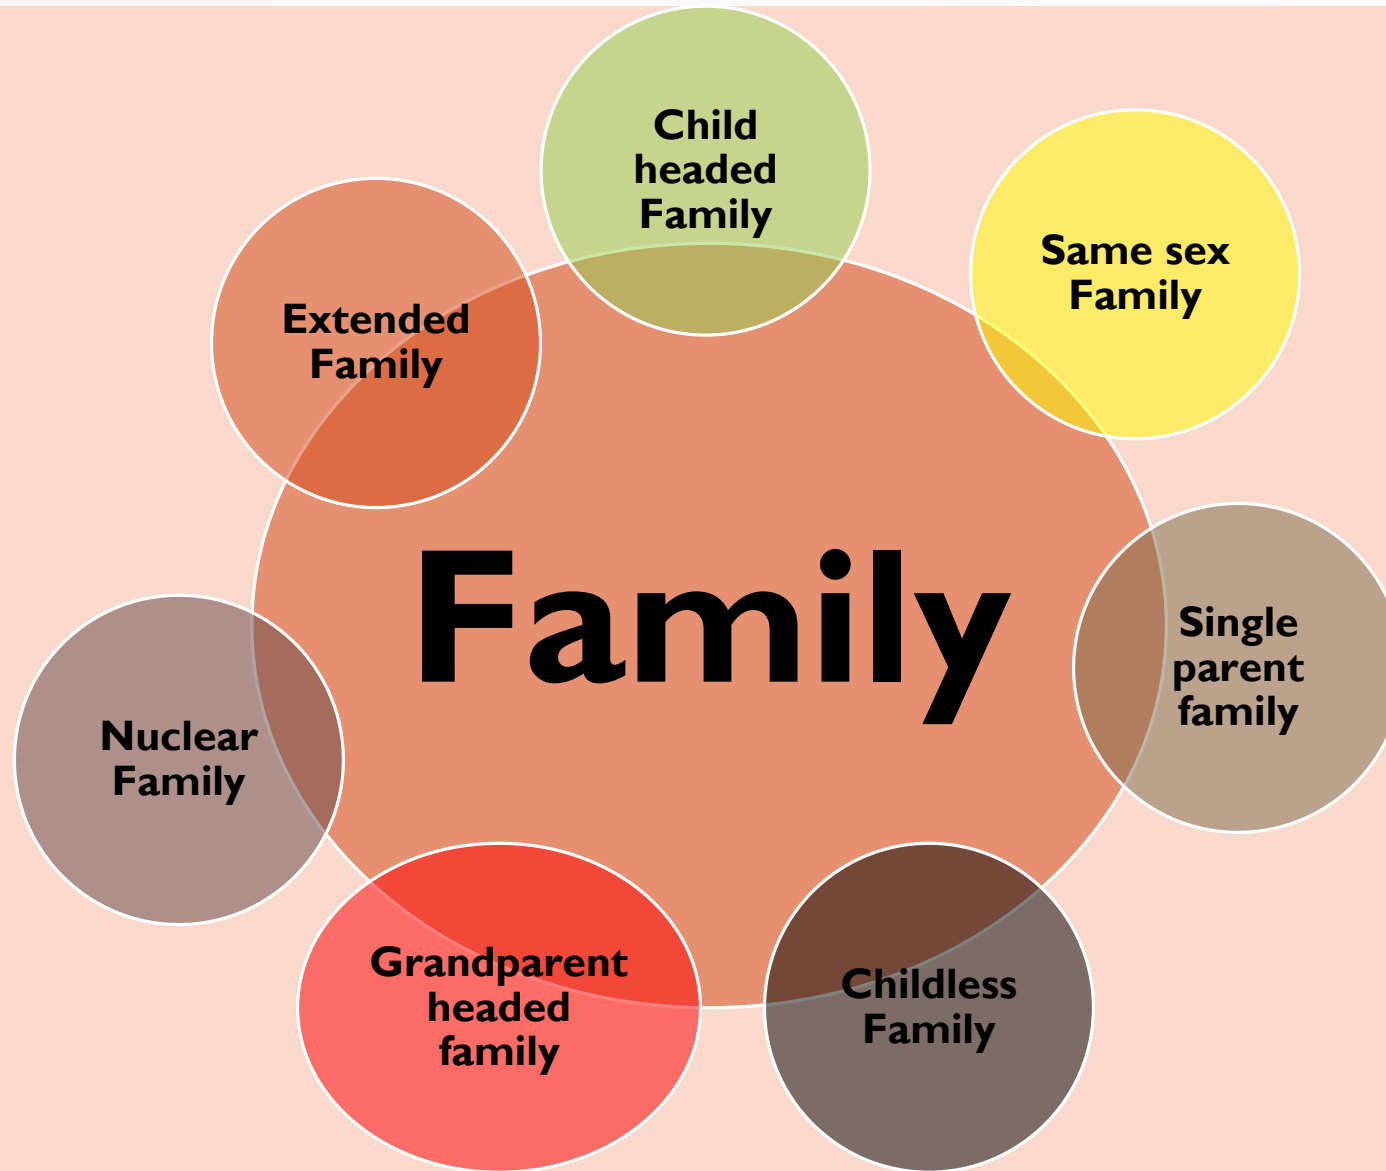 Child
headed
Family
Same sex
Family
Extended
Family
Family
Single
parent
family
Nuclear
Family
Grandparent
headed
family
Childless
Family